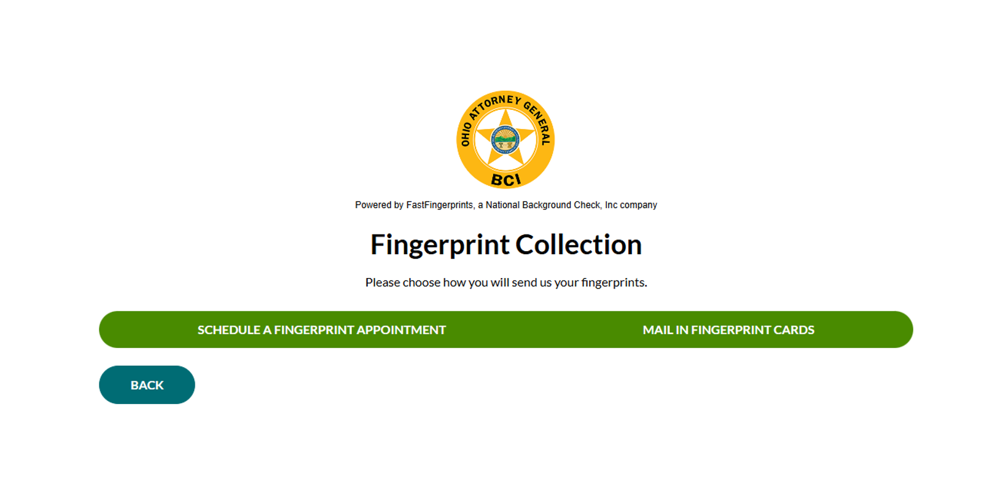 OHIO ATTORNEY GENERAL
BCI
Powered by FastFingerprints, a National Background Check, Inc company
Fingerprint Collection
Please choose how you will send us your fingerprints.
SCHEDULE A FINGERPRINT APPOINTMENT
MAIL IN FINGERPRINT CARDS
BACK